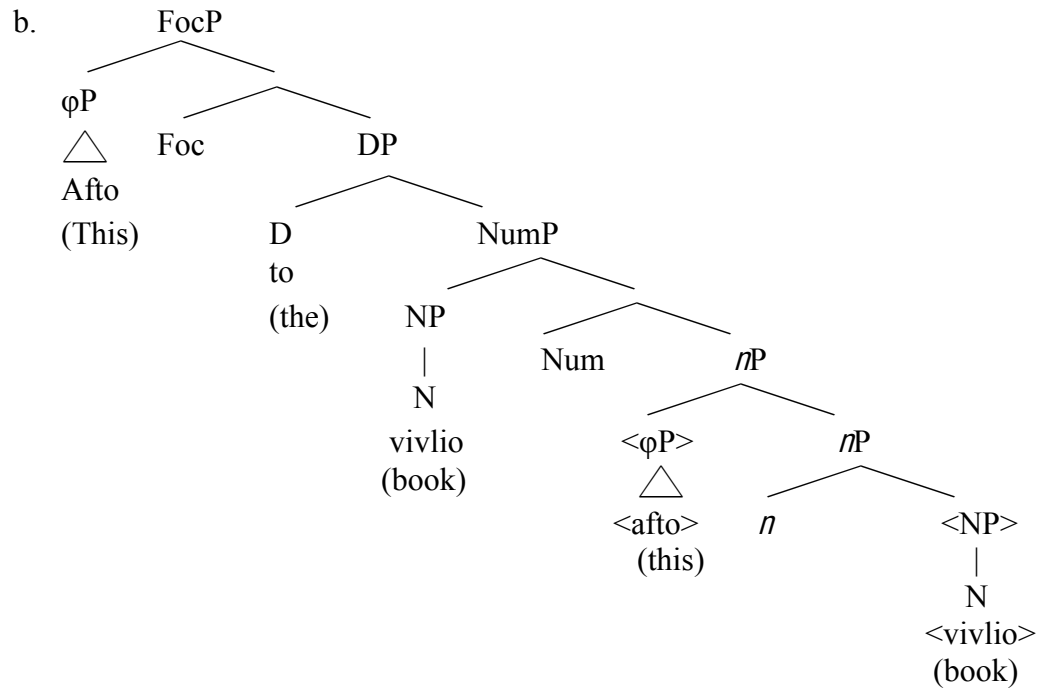 b. FocP
φP
Foc DP
Afto
(This) D NumP
to
(the) NP
Num nP
N
vivlio <φP> nP
(book)
<afto> n <NP>
(this)
N
<vivlio>
(book)